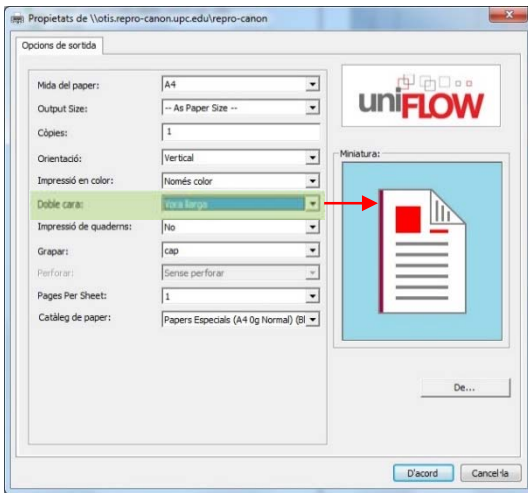 Propietats de \\otis.repro-canon.upc.edu\repro-canon
Opcions de sortida
Mida del paper: A4
Output Size: -- As Paper Size --
Còpies: 1
Orientació: Vertical
Impressió en color: Només color
Doble cara: Vora llarga
Impressió de quaderns: No
Grapar: cap
Perforar: Sense perforar
Pages Per Sheet: 1
Catàleg de paper: Papers Especials (A4 0g Normal) (Bl
uniFLOW
Miniatura:
De...
D'acord Cancel·la